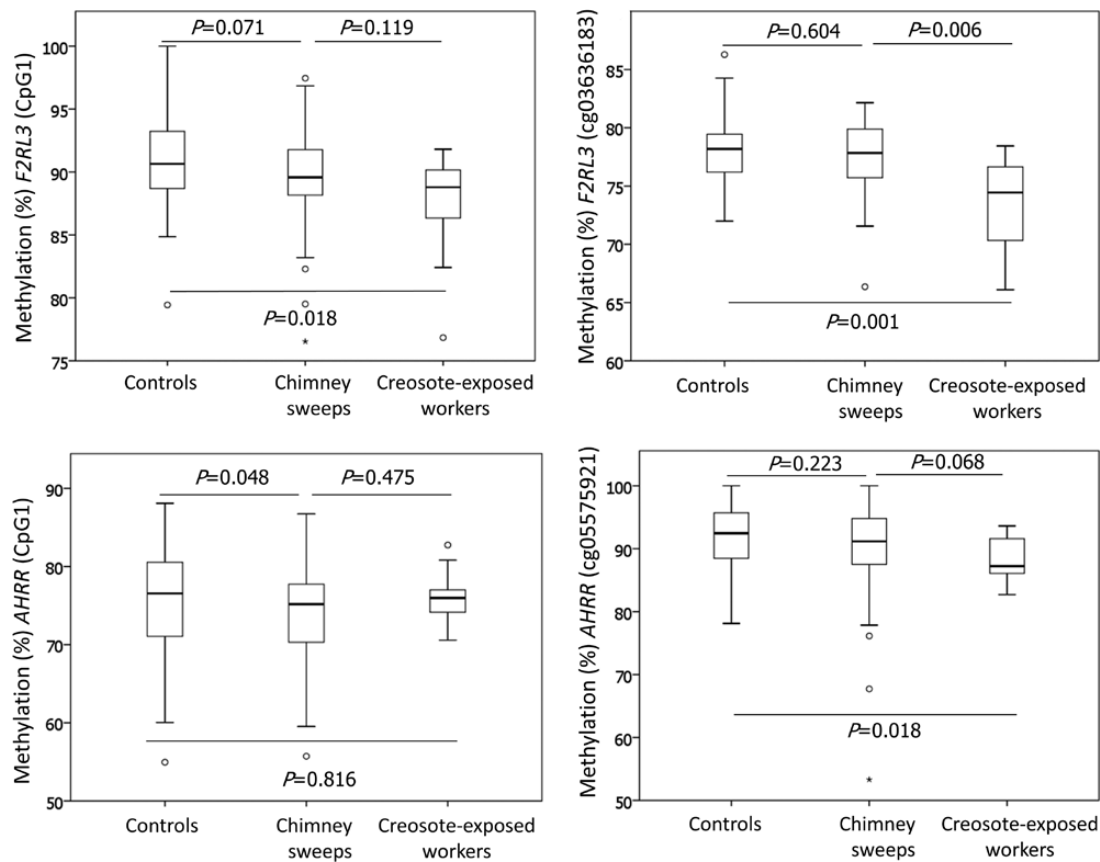 P=0.071
P=0.119
100
95
90
85
80
75
Methylation (%) F2RL3 (CpG1)
P=0.018
*
Controls
Chimney
sweeps
Creosote-exposed
workers
P=0.604
P=0.006
85
80
75
70
65
60
Methylation (%) F2RL3 (cg03636183)
P=0.001
Controls
Chimney
sweeps
Creosote-exposed
workers
P=0.048
P=0.475
90
80
70
60
50
Methylation (%) AHRR (CpG1)
P=0.816
Controls
Chimney
sweeps
Creosote-exposed
workers
P=0.223
P=0.068
100
90
80
70
60
50
Methylation (%) AHRR (cg05575921)
P=0.018
*
Controls
Chimney
sweeps
Creosote-exposed
workers